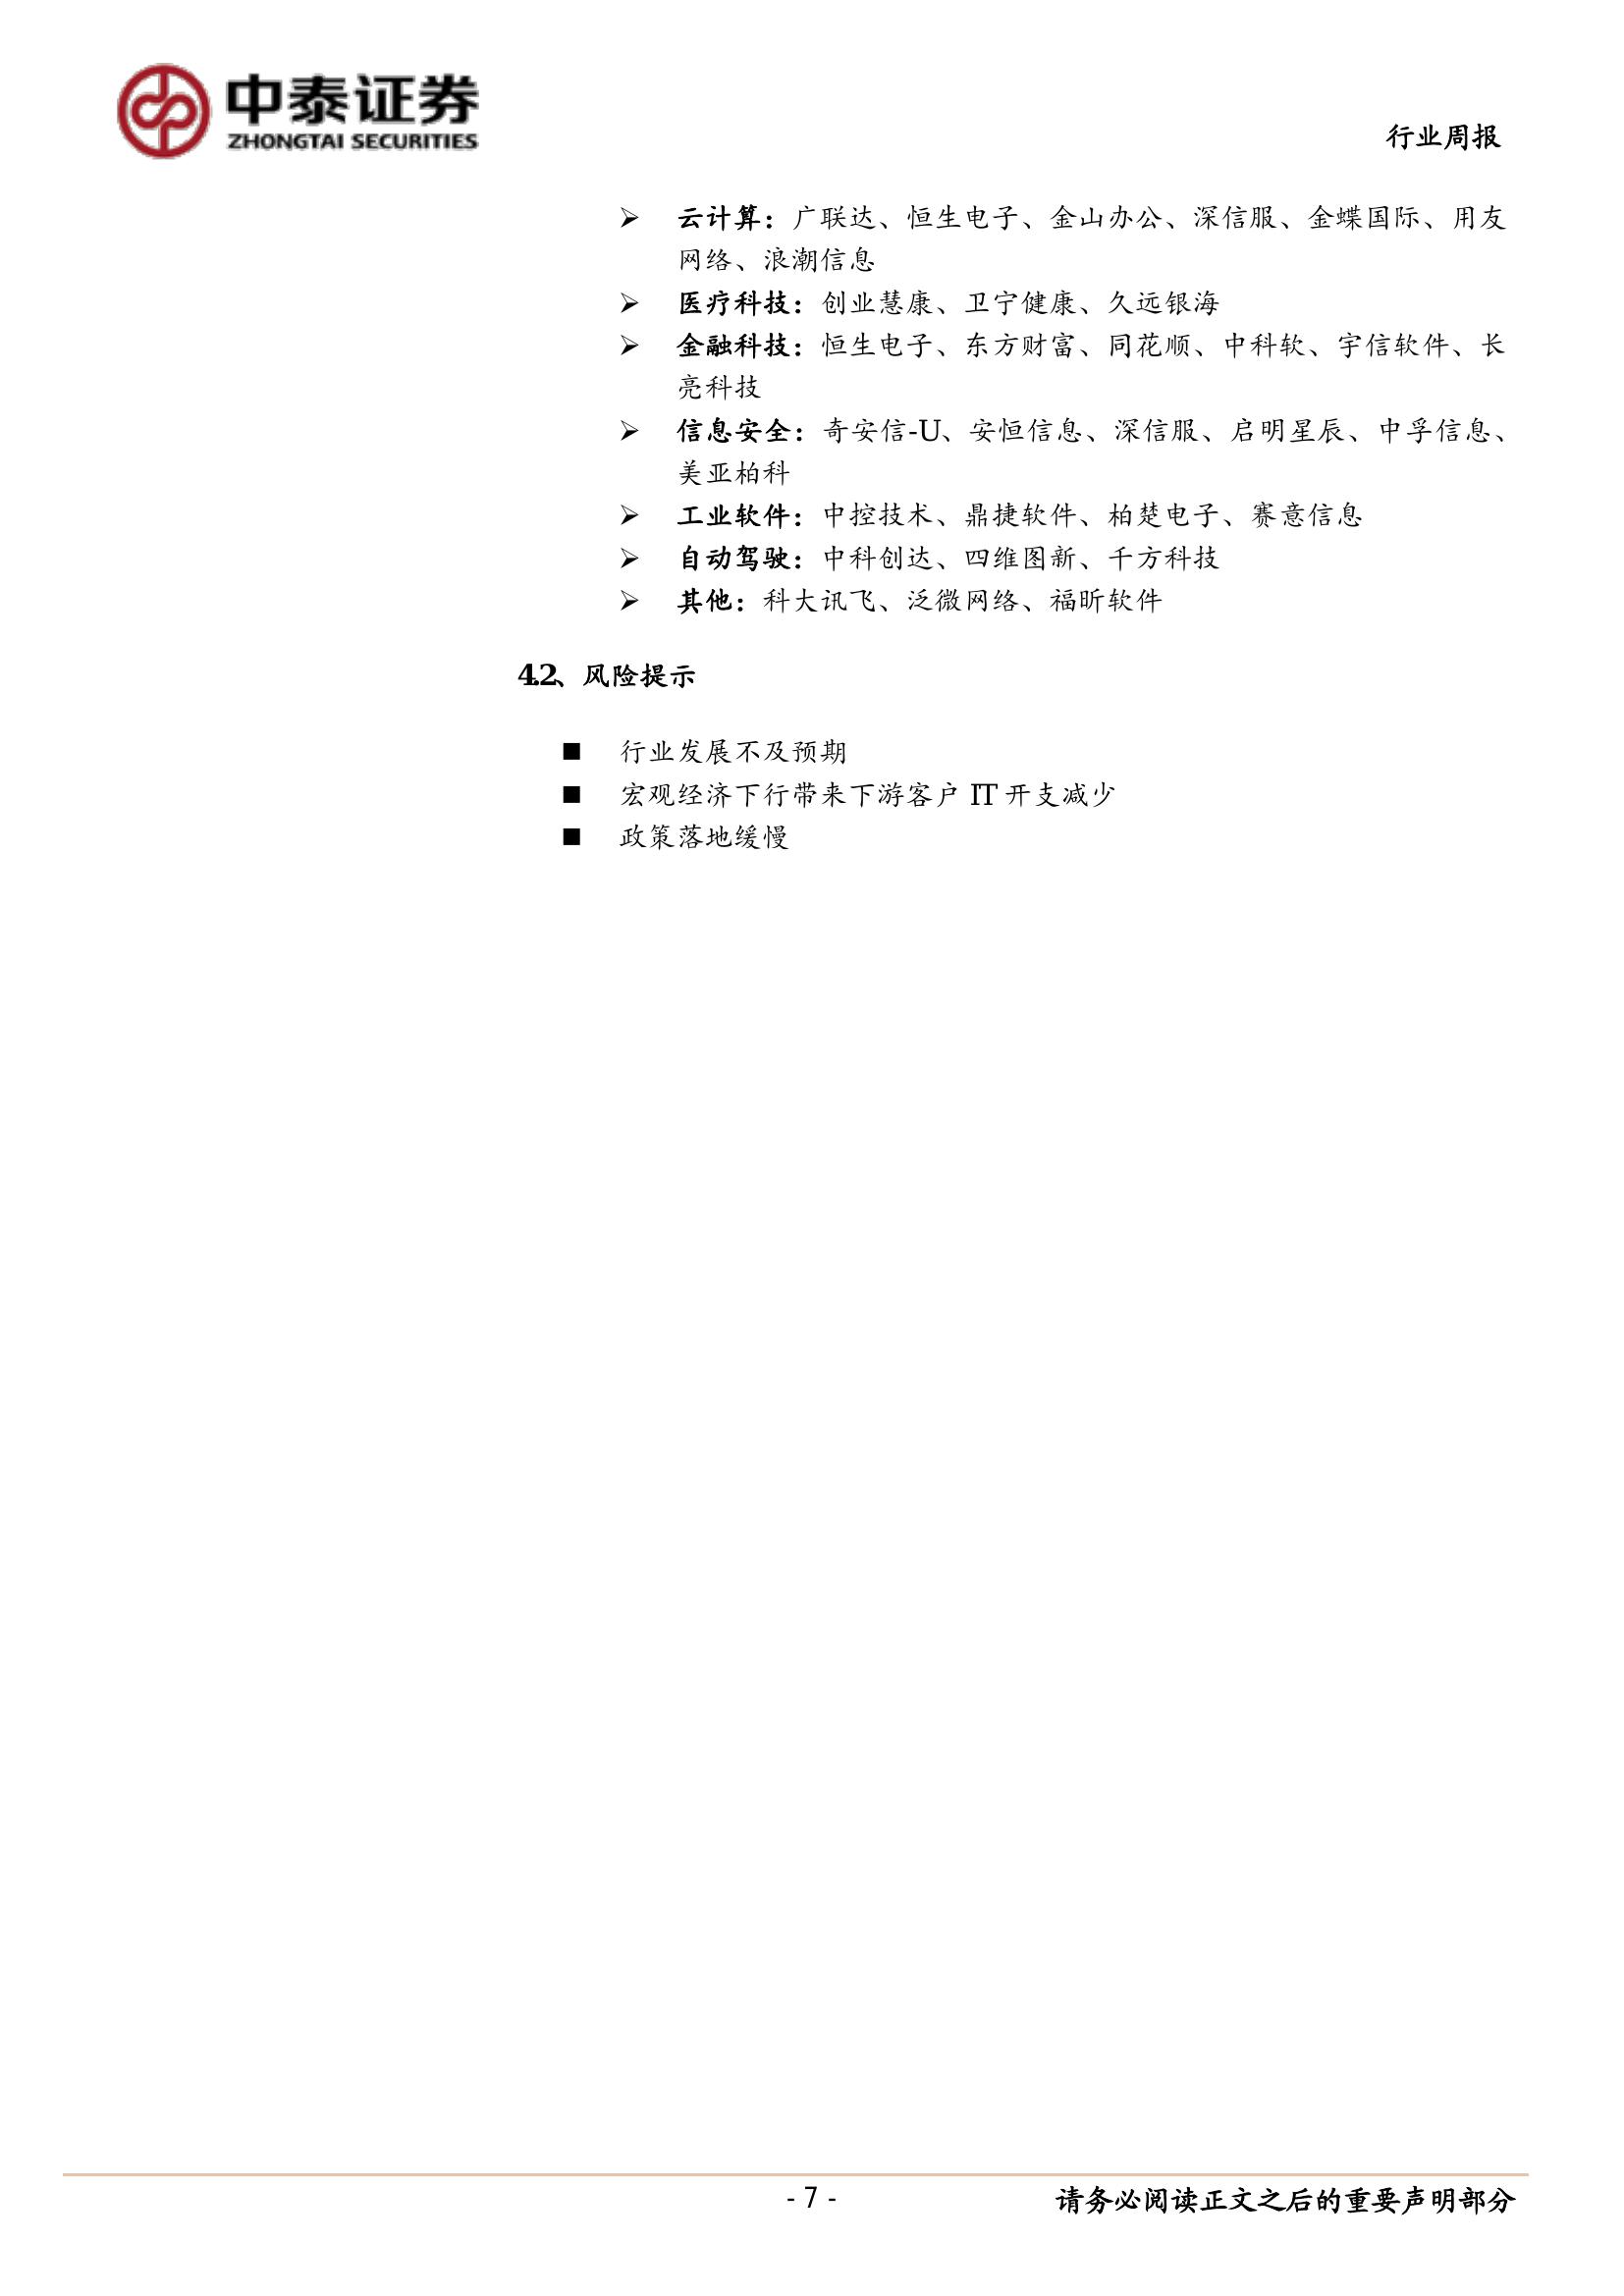 中泰证券
ZHONGTAI SECURITIES
行业周报
➢ 云计算：广联达、恒生电子、金山办公、深信服、金蝶国际、用友
网络、浪潮信息
➢ 医疗科技：创业慧康、卫宁健康、久远银海
➢ 金融科技：恒生电子、东方财富、同花顺、中科软、宇信软件、长
亮科技
➢ 信息安全：奇安信-U、安恒信息、深信服、启明星辰、中孚信息、
美亚柏科
➢ 工业软件：中控技术、鼎捷软件、柏楚电子、赛意信息
➢ 自动驾驶：中科创达、四维图新、千方科技
➢ 其他：科大讯飞、泛微网络、福昕软件
4.2、风险提示
■ 行业发展不及预期
■ 宏观经济下行带来下游客户 IT 开支减少
■ 政策落地缓慢
- 7 -
请务必阅读正文之后的重要声明部分